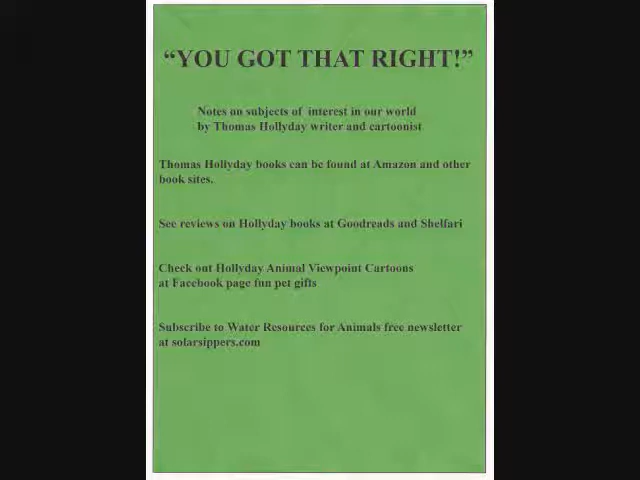 “YOU GOT THAT RIGHT!”
Notes on subjects of interest in our world
by Thomas Hollyday writer and cartoonist
Thomas Hollyday books can be found at Amazon and other
book sites.
See reviews on Hollyday books at Goodreads and Shelfari
Check out Hollyday Animal Viewpoint Cartoons
at Facebook page fun pet gifts
Subscribe to Water Resources for Animals free newsletter
at solarsippers.com